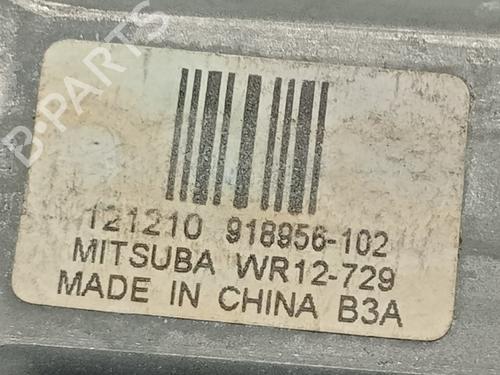 B-PARTS
121210 918956-102
MITSUBA WR12-729
MADE IN CHINA B3A